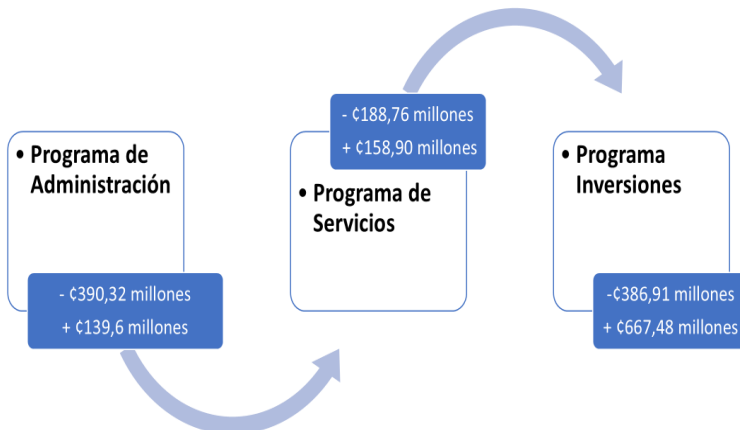 • Programa de
Administración
- ¢390,32 millones
+ ¢139,6 millones
- ¢188,76 millones
+ ¢158,90 millones
• Programa de
Servicios
• Programa
Inversiones
-¢386,91 millones
+ ¢667,48 millones